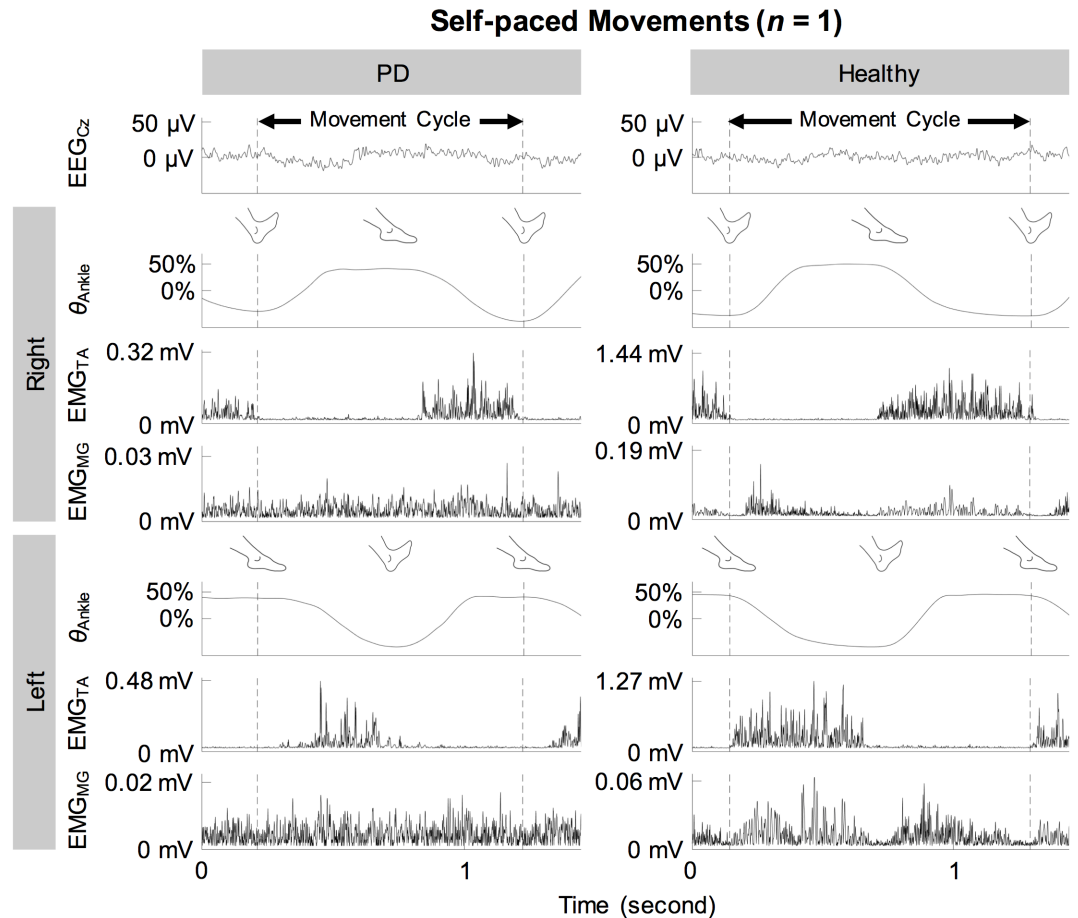 Self-paced Movements (n = 1)
PD
Healthy
EEGCz
50 µV
0 µV
Movement Cycle
50 µV
0 µV
Movement Cycle
Right
θAnkle
50%
0%
50%
0%
EMGTA
0.32 mV
0 mV
1.44 mV
0 mV
EMGMG
0.03 mV
0 mV
0.19 mV
0 mV
Left
θAnkle
50%
0%
50%
0%
EMGTA
0.48 mV
0 mV
1.27 mV
0 mV
EMGMG
0.02 mV
0 mV
0.06 mV
0 mV
0
1
0
1
Time (second)